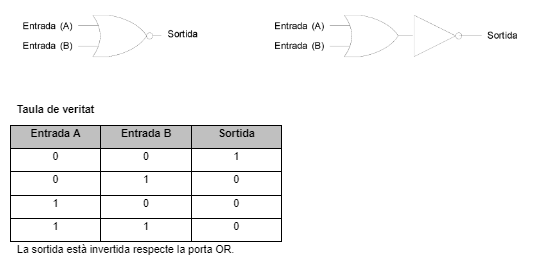 Entrada (A)
Entrada (B)
Sortida
Entrada (A)
Entrada (B)
Sortida
Taula de veritat
Entrada A Entrada B Sortida
0 0 1
0 1 0
1 0 0
1 1 0
La sortida està invertida respecte la porta OR.